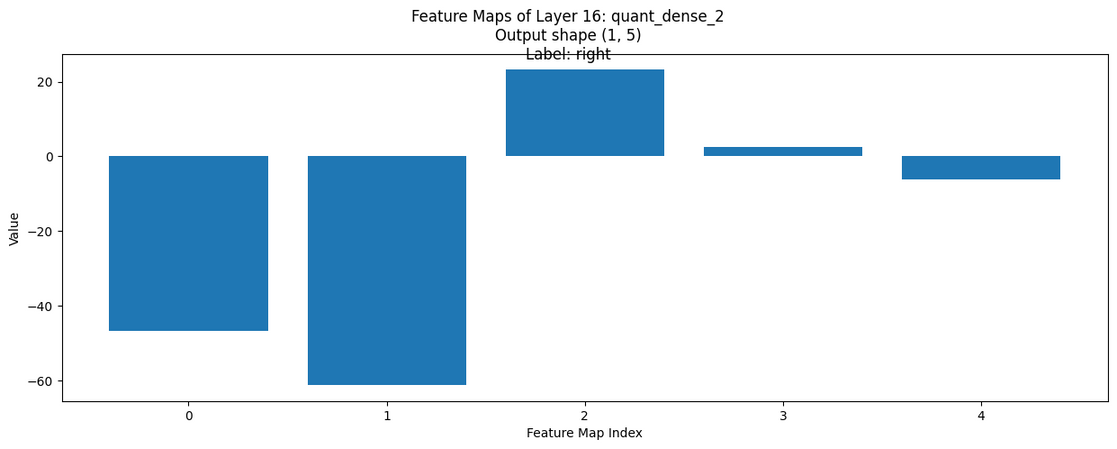 Feature Maps of Layer 16: quant_dense_2
Output shape (1, 5)
Label: right
20
0
−20
−40
−60
Value
0 1 2 3 4
Feature Map Index